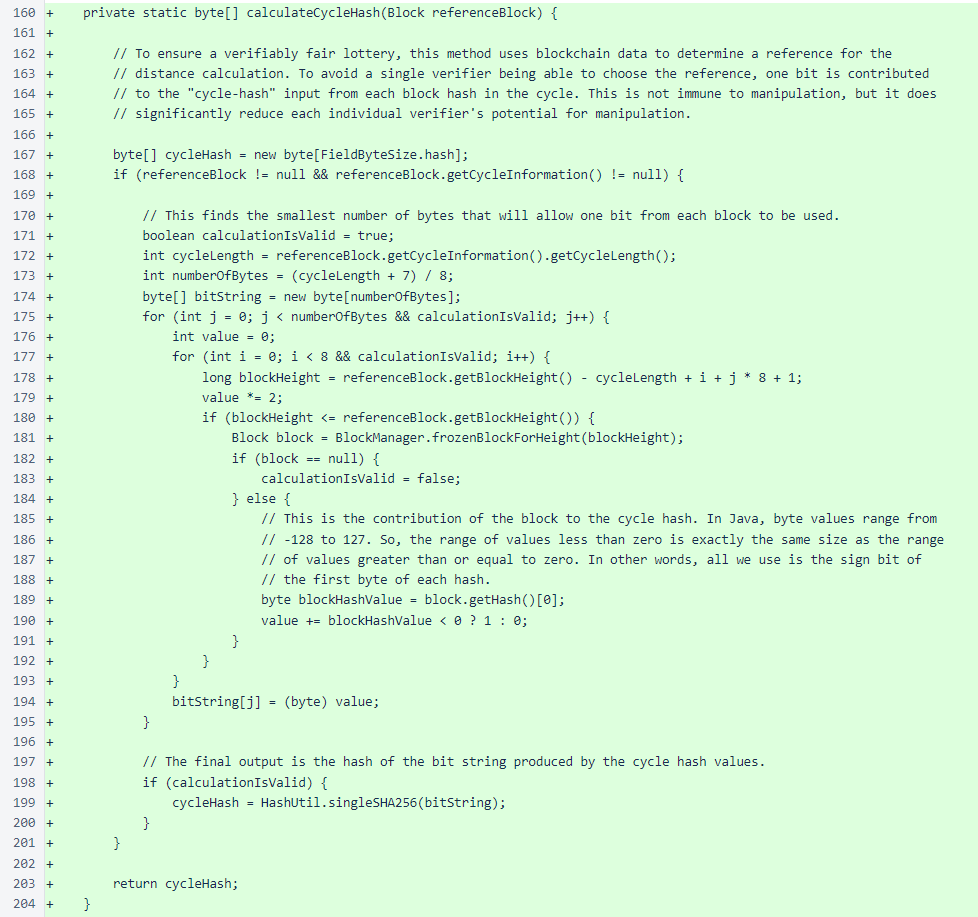 160 + private static byte[] calculateCycleHash(Block referenceBlock) {
161 +
162 + // To ensure a verifiably fair lottery, this method uses blockchain data to determine a reference for the
163 + // distance calculation. To avoid a single verifier being able to choose the reference, one bit is contributed
164 + // to the "cycle-hash" input from each block hash in the cycle. This is not immune to manipulation, but it does
165 + // significantly reduce each individual verifier's potential for manipulation.
166 +
167 + byte[] cycleHash = new byte[FieldByteSize.hash];
168 + if (referenceBlock != null && referenceBlock.getCycleInformation() != null) {
169 +
170 + // This finds the smallest number of bytes that will allow one bit from each block to be used.
171 + boolean calculationIsValid = true;
172 + int cycleLength = referenceBlock.getCycleInformation().getCycleLength();
173 + int numberOfBytes = (cycleLength + 7) / 8;
174 + byte[] bitString = new byte[numberOfBytes];
175 + for (int j = 0; j < numberOfBytes && calculationIsValid; j++) {
176 + int value = 0;
177 + for (int i = 0; i < 8 && calculationIsValid; i++) {
178 + long blockHeight = referenceBlock.getBlockHeight() - cycleLength + i + j * 8 + 1;
179 + value *= 2;
180 + if (blockHeight <= referenceBlock.getBlockHeight()) {
181 + Block block = BlockManager.frozenBlockForHeight(blockHeight);
182 + if (block == null) {
183 + calculationIsValid = false;
184 + } else {
185 + // This is the contribution of the block to the cycle hash. In Java, byte values range from
186 + // -128 to 127. So, the range of values less than zero is exactly the same size as the range
187 + // of values greater than or equal to zero. In other words, all we use is the sign bit of
188 + // the first byte of each hash.
189 + byte blockHashValue = block.getHash()[0];
190 + value += blockHashValue < 0 ? 1 : 0;
191 + }
192 + }
193 + }
194 + bitString[j] = (byte) value;
195 + }
196 +
197 + // The final output is the hash of the bit string produced by the cycle hash values.
198 + if (calculationIsValid) {
199 + cycleHash = HashUtil.singleSHA256(bitString);
200 + }
201 + }
202 +
203 + return cycleHash;
204 + }